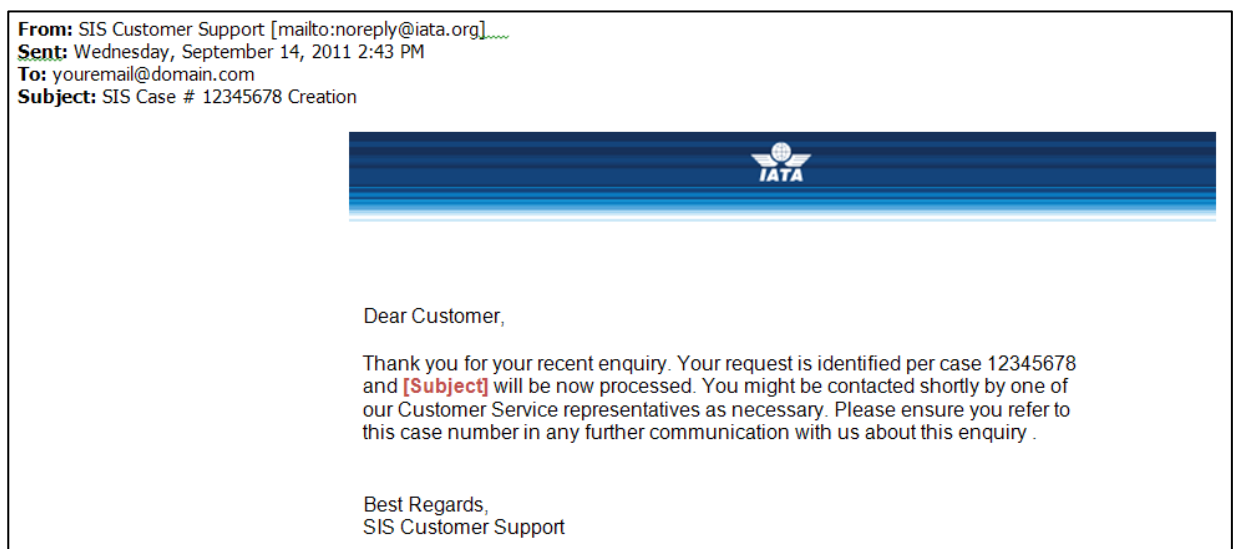 From: SIS Customer Support [mailto:noreply@iata.org]
Sent: Wednesday, September 14, 2011 2:43 PM
To: youremail@domain.com
Subject: SIS Case # 12345678 Creation
IATA
Dear Customer,
Thank you for your recent enquiry. Your request is identified per case 12345678
and [Subject] will be now processed. You might be contacted shortly by one of
our Customer Service representatives as necessary. Please ensure you refer to
this case number in any further communication with us about this enquiry .
Best Regards,
SIS Customer Support